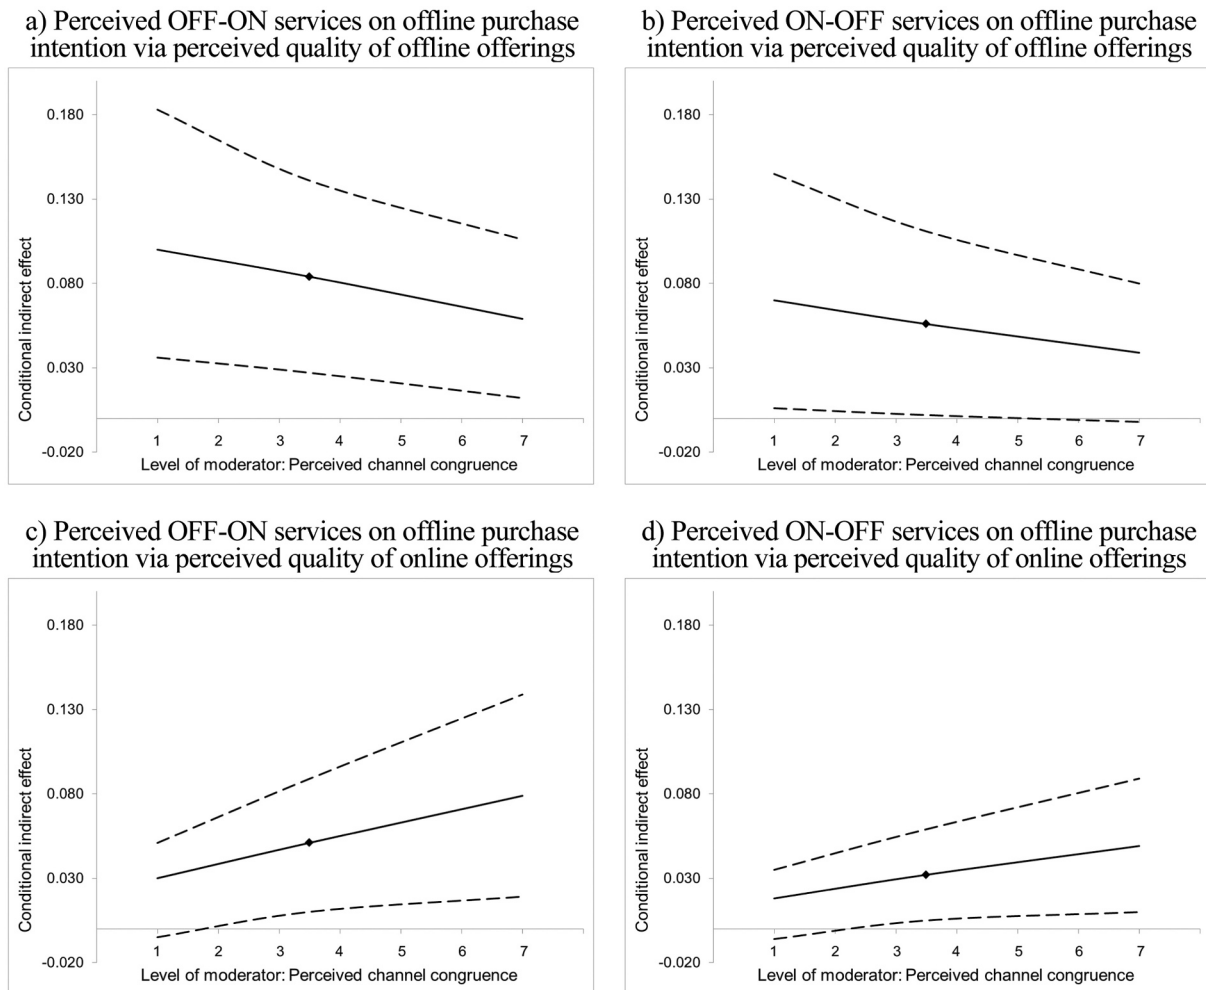 a) Perceived OFF-ON services on offline purchase
intention via perceived quality of offline offerings
0.180
0.130
0.080
0.030
-0.020
Conditional indirect effect
1 2 3 4 5 6 7
Level of moderator: Perceived channel congruence
b) Perceived ON-OFF services on offline purchase
intention via perceived quality of offline offerings
0.180
0.130
0.080
0.030
-0.020
Conditional indirect effect
1 2 3 4 5 6 7
Level of moderator: Perceived channel congruence
c) Perceived OFF-ON services on offline purchase
intention via perceived quality of online offerings
0.180
0.130
0.080
0.030
-0.020
Conditional indirect effect
1 2 3 4 5 6 7
Level of moderator: Perceived channel congruence
d) Perceived ON-OFF services on offline purchase
intention via perceived quality of online offerings
0.180
0.130
0.080
0.030
-0.020
Conditional indirect effect
1 2 3 4 5 6 7
Level of moderator: Perceived channel congruence